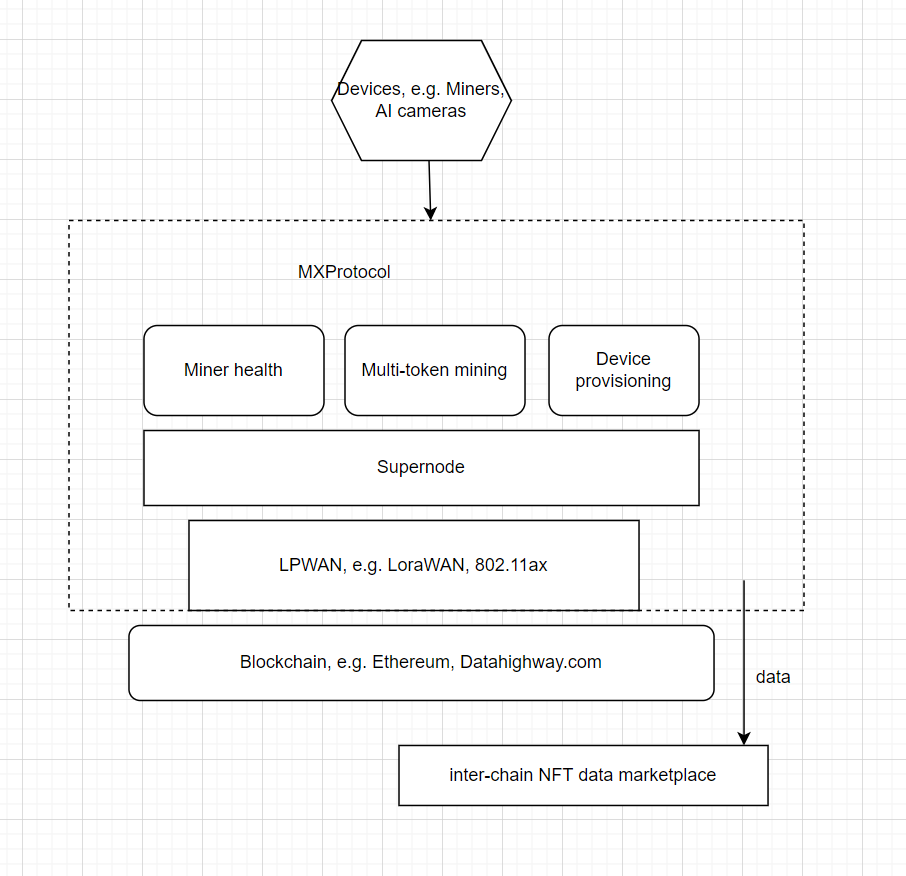 Devices, e.g. Miners,
AI cameras
MXProtocol
Miner health
Multi-token mining
Device
provisioning
Supernode
LPWAN, e.g. LoraWAN, 802.11ax
Blockchain, e.g. Ethereum, Datahighway.com
data
inter-chain NFT data marketplace